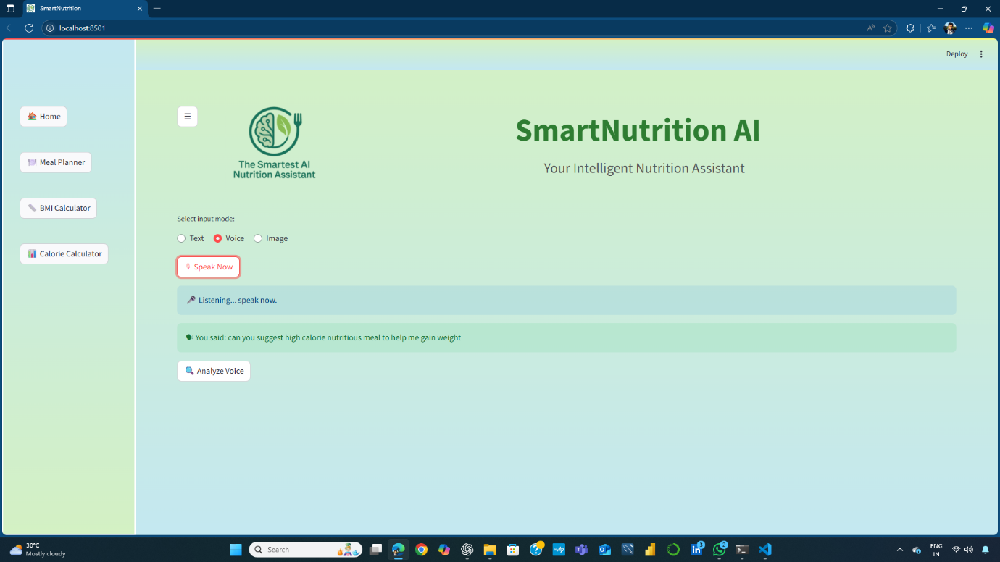 SmartNutrition
localhost:8501
Deploy
Home
Meal Planner
BMI Calculator
Calorie Calculator
The Smartest AI
Nutrition Assistant
SmartNutrition AI
Your Intelligent Nutrition Assistant
Select input mode:
Text Voice Image
Speak Now
Listening... speak now.
You said: can you suggest high calorie nutritious meal to help me gain weight
Analyze Voice
30°C
Mostly cloudy
Search
3
2
ENG
IN